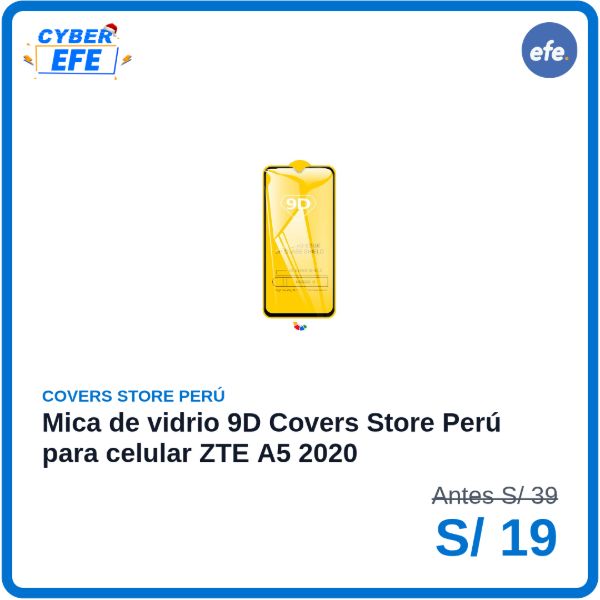 CYBER
EFE
efe.
9D
COVERS STORE PERÚ
Mica de vidrio 9D Covers Store Perú
para celular ZTE A5 2020
Antes S/ 39
S/ 19